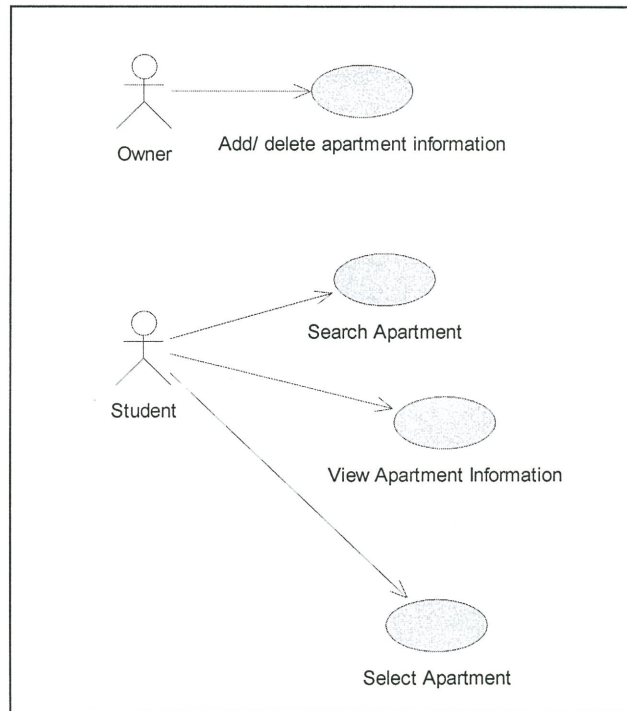 Owner
Add/ delete apartment information
Search Apartment
Student
View Apartment Information
Select Apartment